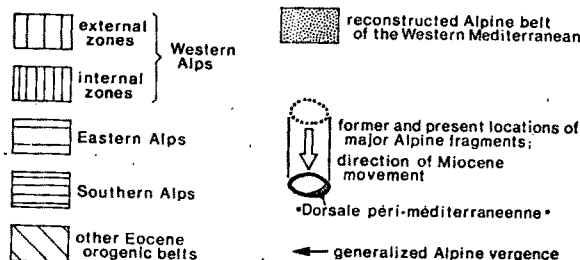 external
zones
internal
zones
Western
Alps
Eastern Alps
Southern Alps
other Eocene
orogenic belts
reconstructed Alpine belt
of the Western Mediterranean
former and present locations of
major Alpine fragments;
direction of Miocene
movement
"Dorsale péri-méditerraneenne"
generalized Alpine vergence